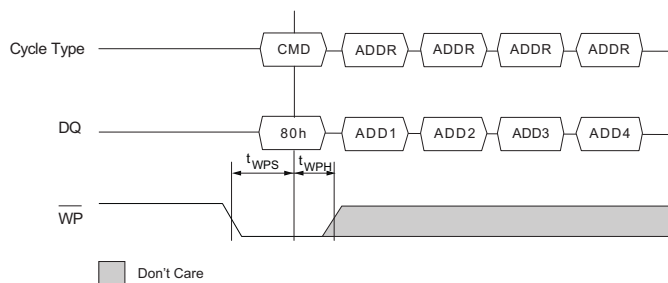 Cycle Type CMD ADDR ADDR ADDR ADDR
DQ 80h ADD1 ADD2 ADD3 ADD4
tWPS tWPH
WP
Don't Care